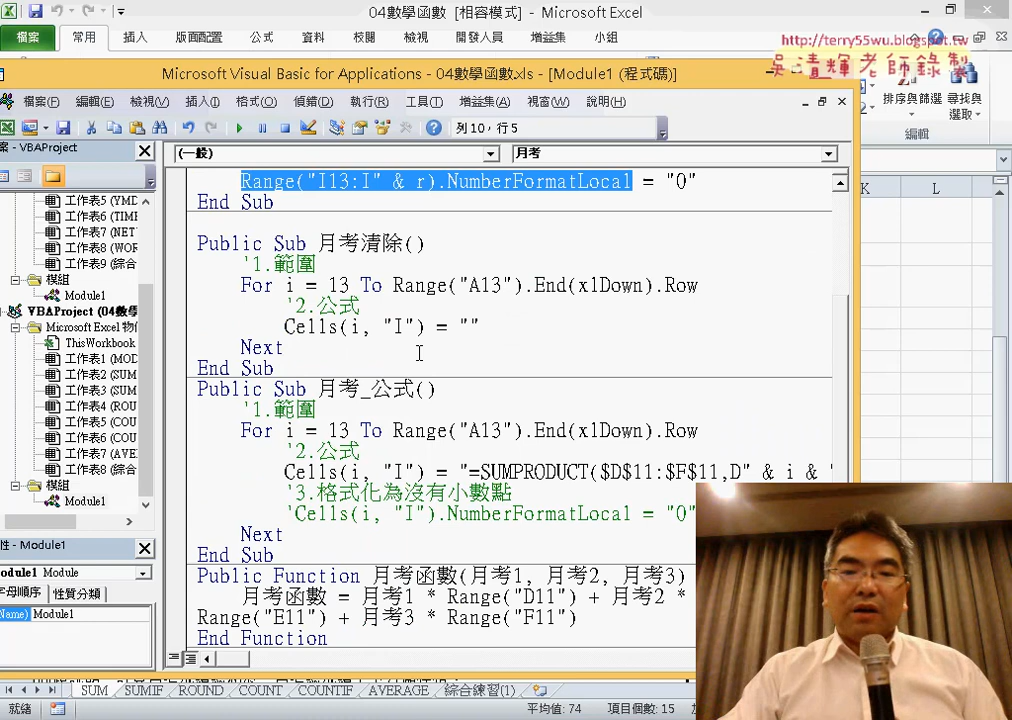 04數學函數 [相容模式] - Microsoft Excel
檔案 常用 插入 版面配置 公式 資料 校閱 檢視 開發人員 增益集 小組
http://terry55wu.blogspot.tw
吳清輝老師錄製
Microsoft Visual Basic for Applications - 04數學函數.xls - [Module1 (程式碼)]
檔案(F) 編輯(E) 檢視(V) 插入(I) 格式(O) 偵錯(D) 執行(R) 工具(T) 增益集(A) 視窗(W) 說明(H)
排序與篩選 尋找與選取
編輯
列 10，行 5
案 - VBAProject
(一般) 月考
K L
Range("I13:I" & r).NumberFormatLocal = "0"
End Sub
Public Sub 月考清除()
'1.範圍
For i = 13 To Range("A13").End(xlDown).Row
'2.公式
Cells(i, "I") = ""
Next
End Sub
Public Sub 月考_公式()
'1.範圍
For i = 13 To Range("A13").End(xlDown).Row
'2.公式
Cells(i, "I") = "=SUMPRODUCT($D$11:$F$11,D" & i & "
'3.格式化為沒有小數點
'Cells(i, "I").NumberFormatLocal = "0"
Next
End Sub
Public Function 月考函數(月考1, 月考2, 月考3)
月考函數 = 月考1 * Range("D11") + 月考2 *
Range("E11") + 月考3 * Range("F11")
End Function
工作表5 (YMD
工作表6 (TIME
工作表7 (NET
工作表8 (WOR
工作表9 (綜合
模組
Module1
VBAProject (04數學
Microsoft Excel 物件
ThisWorkbook
工作表1 (MOD
工作表2 (SUM
工作表3 (SUM
工作表4 (ROU
工作表5 (COU
工作表6 (COU
工作表7 (AVE
工作表8 (綜合
模組
Module1
性 - Module1
odule1 Module
字母順序 性質分類
(Name) Module1
SUM SUMIF ROUND COUNT COUNTIF AVERAGE 綜合練習(1)
就緒 平均值: 74 項目個數: 15